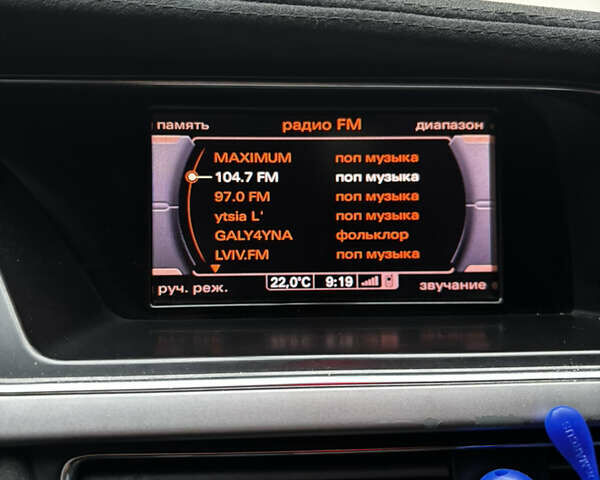 память радио FM диапазон
MAXIMUM поп музыка
104.7 FM поп музыка
97.0 FM поп музыка
ytsia L' поп музыка
GALY4YNA фольклор
LVIV.FM поп музыка
руч. реж. 22,0°C 9:19 звучание